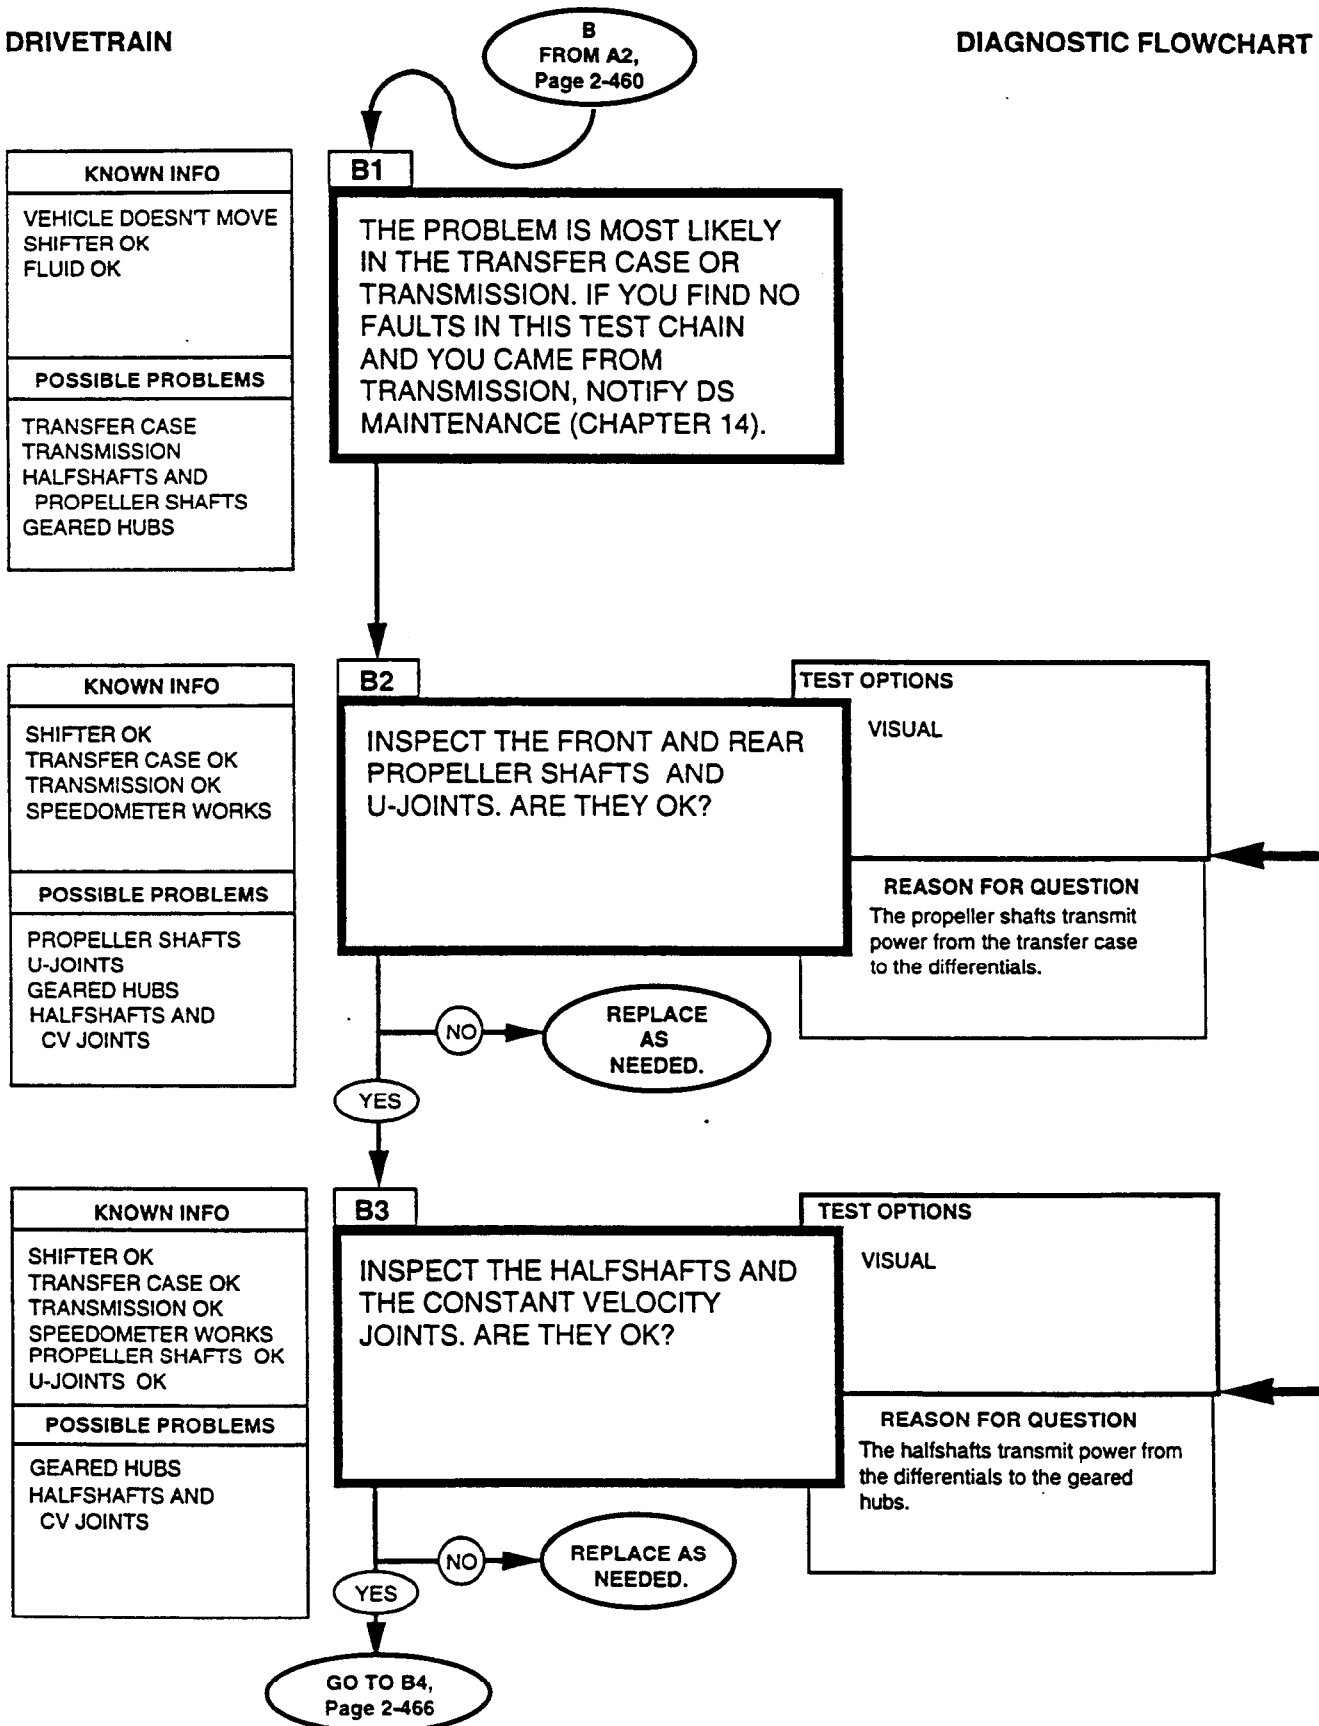 DRIVETRAIN
DIAGNOSTIC FLOWCHART
B
FROM A2,
Page 2-460
KNOWN INFO
VEHICLE DOESN'T MOVE
SHIFTER OK
FLUID OK
POSSIBLE PROBLEMS
TRANSFER CASE
TRANSMISSION
HALFSHAFTS AND
PROPELLER SHAFTS
GEARED HUBS
B1
THE PROBLEM IS MOST LIKELY
IN THE TRANSFER CASE OR
TRANSMISSION. IF YOU FIND NO
FAULTS IN THIS TEST CHAIN
AND YOU CAME FROM
TRANSMISSION, NOTIFY DS
MAINTENANCE (CHAPTER 14).
KNOWN INFO
SHIFTER OK
TRANSFER CASE OK
TRANSMISSION OK
SPEEDOMETER WORKS
POSSIBLE PROBLEMS
PROPELLER SHAFTS
U-JOINTS
GEARED HUBS
HALFSHAFTS AND
CV JOINTS
B2
INSPECT THE FRONT AND REAR
PROPELLER SHAFTS AND
U-JOINTS. ARE THEY OK?
TEST OPTIONS
VISUAL
REASON FOR QUESTION
The propeller shafts transmit
power from the transfer case
to the differentials.
NO
REPLACE
AS
NEEDED.
YES
KNOWN INFO
SHIFTER OK
TRANSFER CASE OK
TRANSMISSION OK
SPEEDOMETER WORKS
PROPELLER SHAFTS OK
U-JOINTS OK
POSSIBLE PROBLEMS
GEARED HUBS
HALFSHAFTS AND
CV JOINTS
B3
INSPECT THE HALFSHAFTS AND
THE CONSTANT VELOCITY
JOINTS. ARE THEY OK?
TEST OPTIONS
VISUAL
REASON FOR QUESTION
The halfshafts transmit power from
the differentials to the geared
hubs.
NO
REPLACE AS
NEEDED.
YES
GO TO B4,
Page 2-466